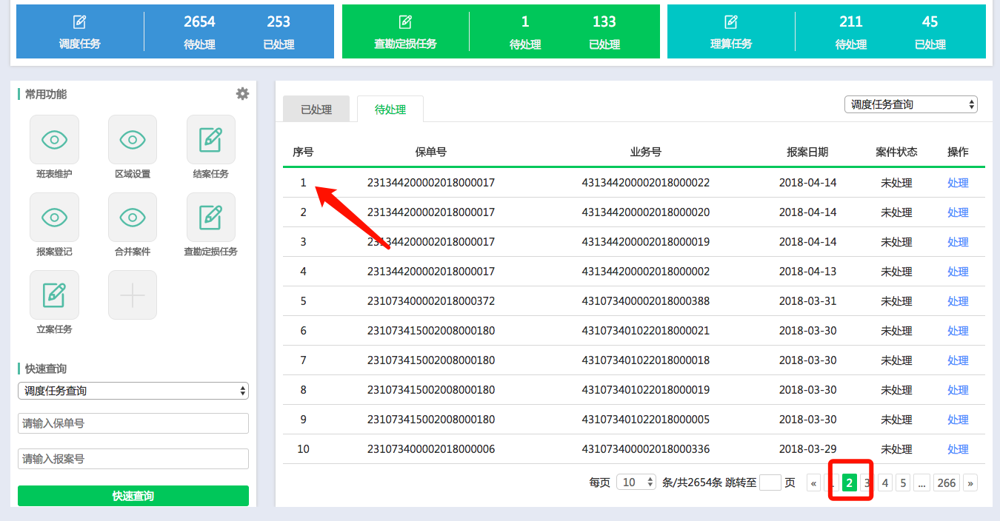 2654 253
调度任务 待处理 已处理
1 133
查勘定损任务 待处理 已处理
211 45
理算任务 待处理 已处理
常用功能
班表维护 区域设置 结案任务
报案登记 合并案件 查勘定损任务
立案任务
快速查询
调度任务查询
请输入保单号
请输入报案号
快速查询
已处理 待处理 调度任务查询
序号 保单号 业务号 报案日期 案件状态 操作
1 231344200002018000017 431344200002018000022 2018-04-14 未处理 处理
2 231344200002018000017 431344200002018000020 2018-04-14 未处理 处理
3 231344200002018000017 431344200002018000019 2018-04-14 未处理 处理
4 231344200002018000017 431344200002018000002 2018-04-13 未处理 处理
5 231073400002018000372 431073400002018000388 2018-03-31 未处理 处理
6 231073415002008000180 431073401022018000021 2018-03-30 未处理 处理
7 231073415002008000180 431073401022018000018 2018-03-30 未处理 处理
8 231073415002008000180 431073401022018000019 2018-03-30 未处理 处理
9 231073415002008000180 431073401022018000005 2018-03-30 未处理 处理
10 231073400002018000006 431073400002018000336 2018-03-29 未处理 处理
每页 10 条/共2654条 跳转至 页 « 1 2 3 4 5 ... 266 »